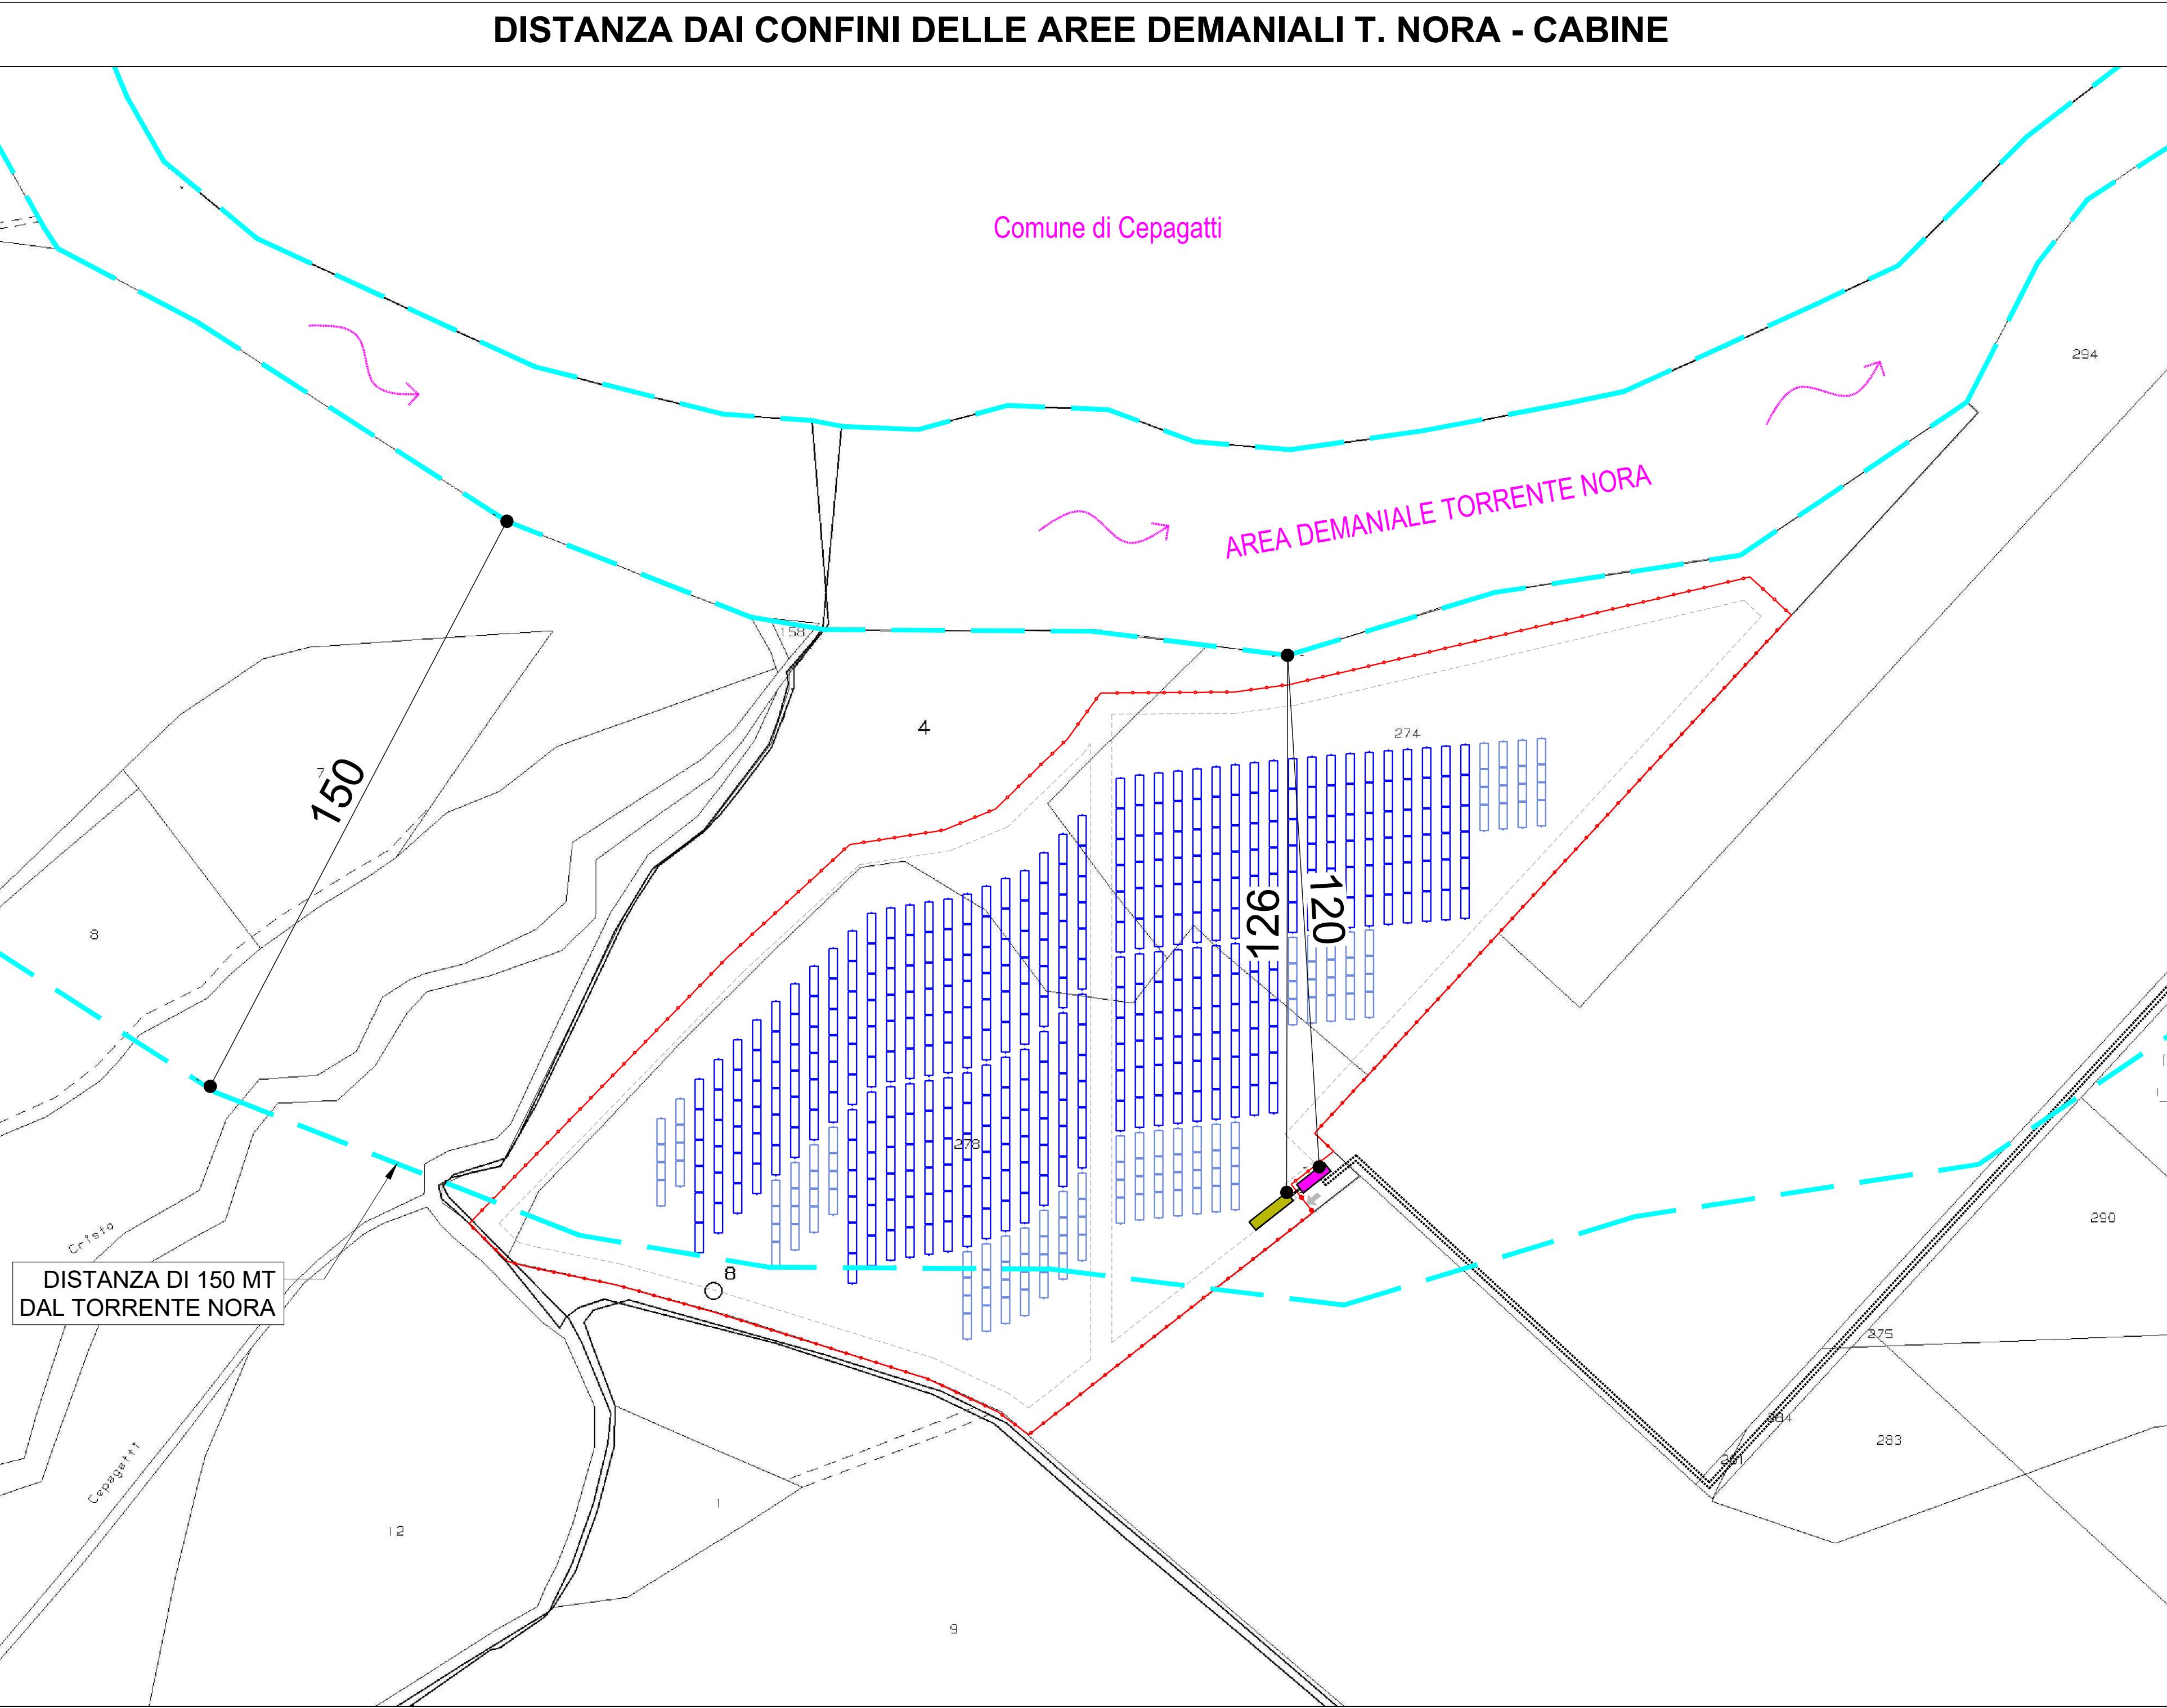 DISTANZA DAI CONFINI DELLE AREE DEMANIALI T. NORA - CABINE
Comune di Cepagatti
294
AREA DEMANIALE TORRENTE NORA
158
4
274
7
150
126
120
8
278
290
Cristo
DISTANZA DI 150 MT
DAL TORRENTE NORA
8
275
283
Cepagatti
1
12
9